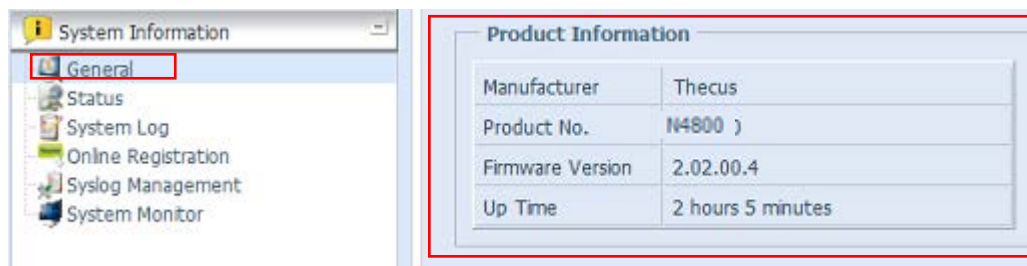 System Information
General
Status
System Log
Online Registration
Syslog Management
System Monitor
Product Information
Manufacturer Thecus
Product No. N4800 )
Firmware Version 2.02.00.4
Up Time 2 hours 5 minutes